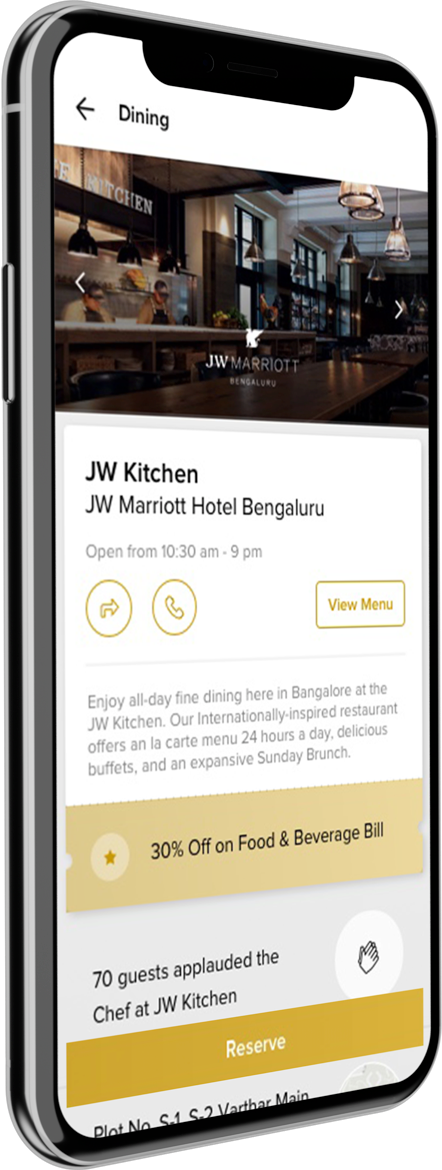 Dining
KITCHEN
JW MARRIOTT
BENGALURU
JW Kitchen
JW Marriott Hotel Bengaluru
Open from 10:30 am - 9 pm
View Menu
Enjoy all-day fine dining here in Bangalore at the
JW Kitchen. Our Internationally-inspired restaurant
offers an la carte menu 24 hours a day, delicious
buffets, and an expansive Sunday Brunch.
30% Off on Food & Beverage Bill
70 guests applauded the
Chef at JW Kitchen
Reserve
Plot No. S-1, S-2 Varthar Main